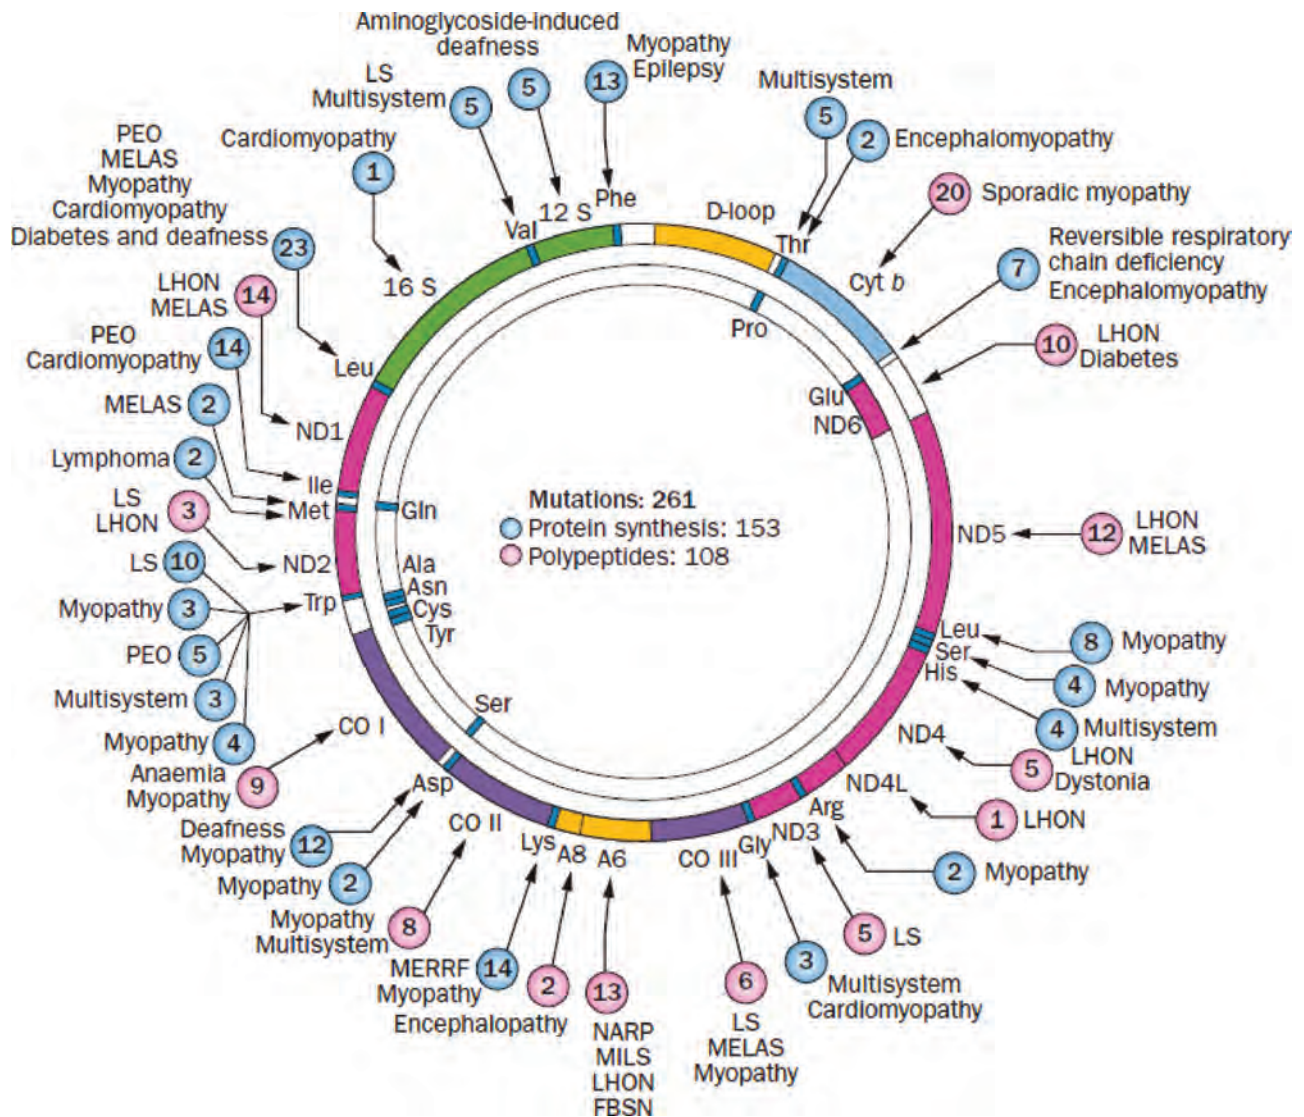 Aminoglycoside-induced
deafness
5
Myopathy
Epilepsy
13
LS
Multisystem
5
Multisystem
5
2
Encephalomyopathy
Cardiomyopathy
1
PEO
MELAS
Myopathy
Cardiomyopathy
Diabetes and deafness
23
20
Sporadic myopathy
Reversible respiratory
chain deficiency
Encephalomyopathy
7
LHON
MELAS
14
10
LHON
Diabetes
PEO
Cardiomyopathy
14
MELAS
2
Lymphoma
2
LS
LHON
3
LS
10
Myopathy
3
PEO
5
Multisystem
3
Myopathy
4
Anaemia
Myopathy
9
Deafness
Myopathy
12
Myopathy
2
Myopathy
Multisystem
8
MERRF
Myopathy
14
Encephalopathy
2
13
NARP
MILS
LHON
FBSN
6
LS
MELAS
Myopathy
3
Multisystem
Cardiomyopathy
5
LS
2
Myopathy
1
LHON
5
LHON
Dystonia
4
Multisystem
4
Myopathy
8
Myopathy
12
LHON
MELAS
D-loop
Thr
Cyt b
Phe
12 S
Val
16 S
Leu
ND1
Ile
Met
ND2
Trp
CO I
Asp
CO II
Lys
A8
A6
CO III
Gly
ND3
Arg
ND4L
ND4
His
Ser
Leu
ND5
Pro
Glu
ND6
Gln
Ala
Asn
Cys
Tyr
Ser
Mutations: 261
Protein synthesis: 153
Polypeptides: 108